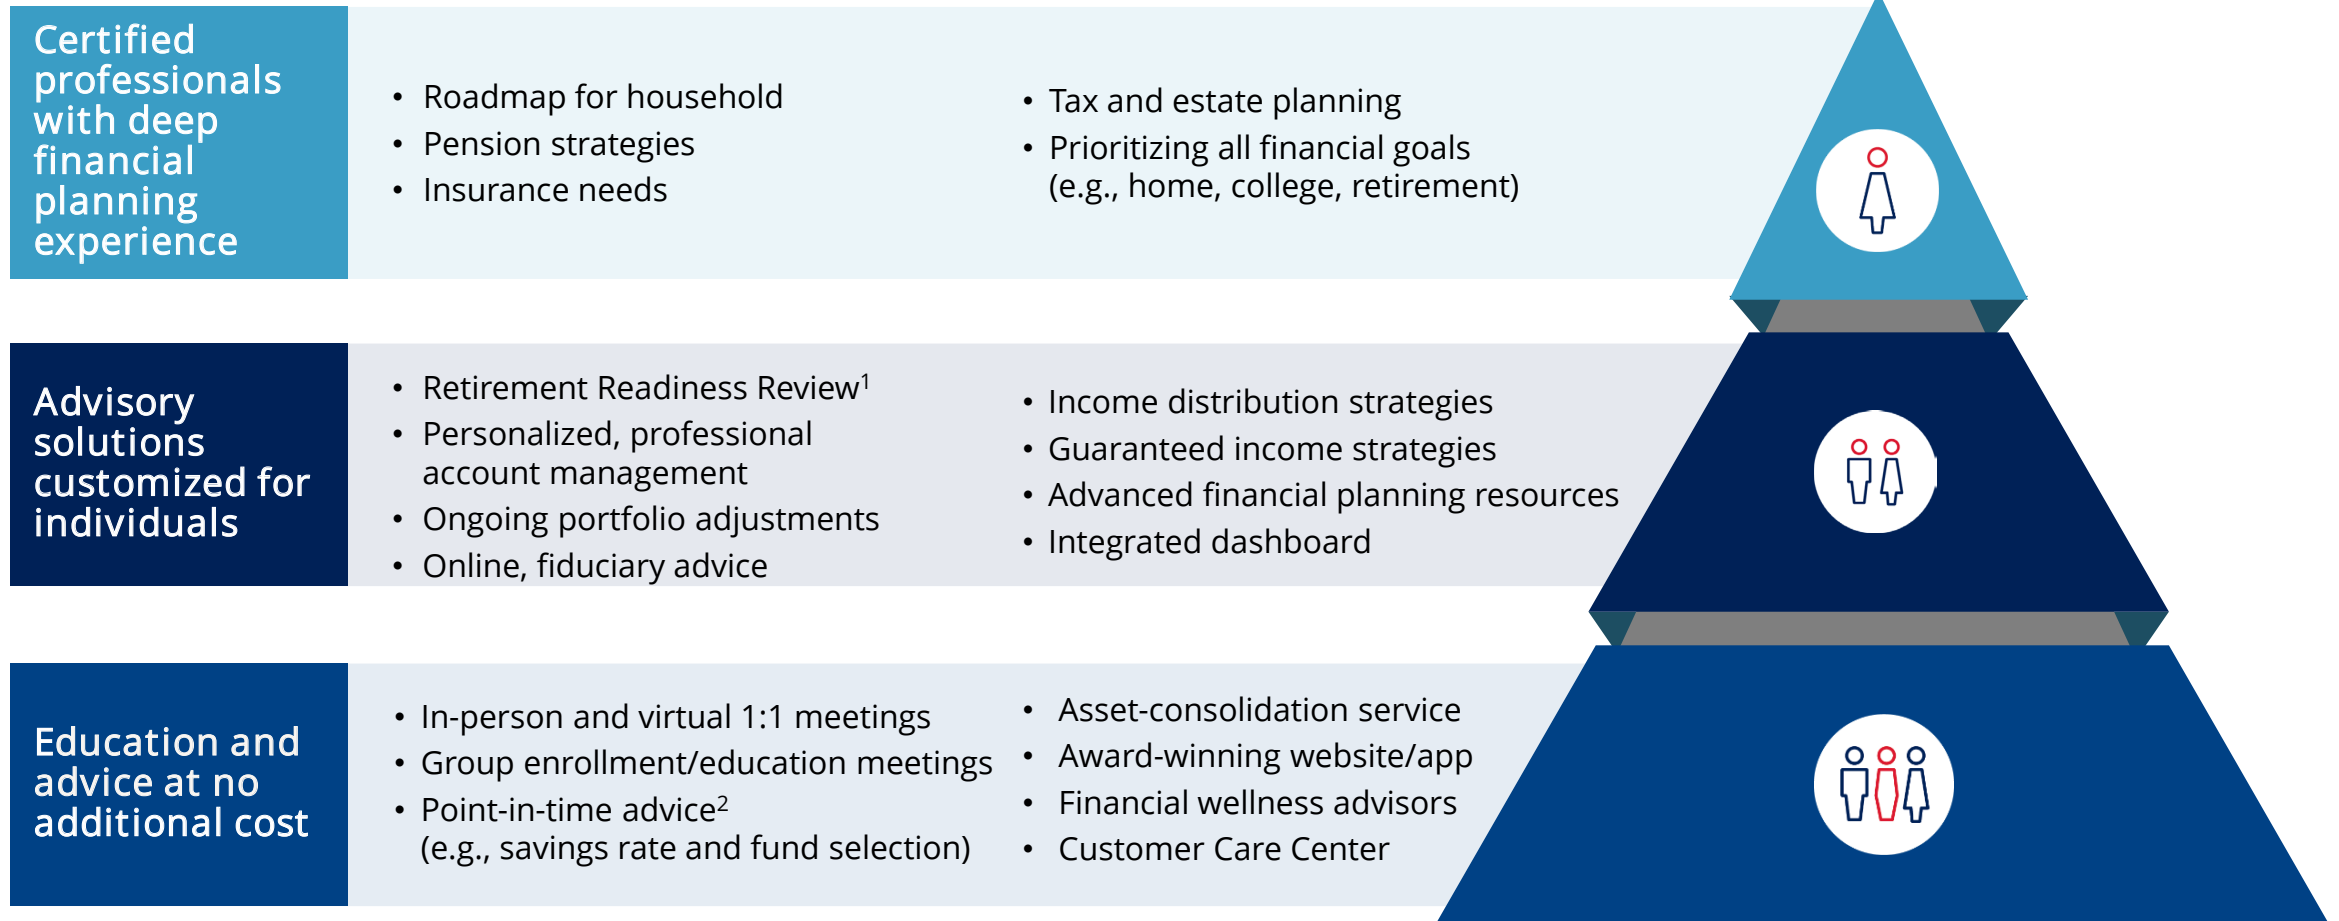 Certified
professionals
with deep
financial
planning
experience
• Roadmap for household
• Pension strategies
• Insurance needs
• Tax and estate planning
• Prioritizing all financial goals
(e.g., home, college, retirement)
Advisory
solutions
customized for
individuals
• Retirement Readiness Review¹
• Personalized, professional
account management
• Ongoing portfolio adjustments
• Online, fiduciary advice
• Income distribution strategies
• Guaranteed income strategies
• Advanced financial planning resources
• Integrated dashboard
Education and
advice at no
additional cost
• In-person and virtual 1:1 meetings
• Group enrollment/education meetings
• Point-in-time advice²
(e.g., savings rate and fund selection)
• Asset-consolidation service
• Award-winning website/app
• Financial wellness advisors
• Customer Care Center